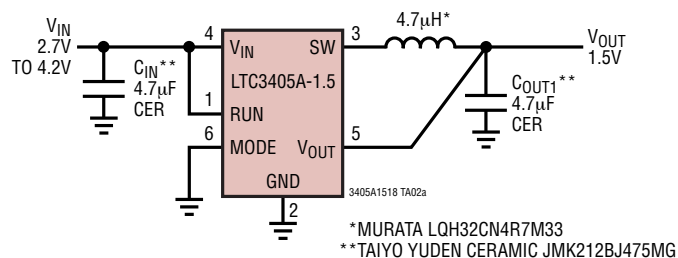 VIN
2.7V
TO 4.2V
CIN**
4.7µF
CER
4
1
6
VIN
SW
LTC3405A-1.5
RUN
MODE
VOUT
GND
3
5
2
4.7µH*
VOUT
1.5V
COUT1**
4.7µF
CER
3405A1518 TA02a
*MURATA LQH32CN4R7M33
**TAIYO YUDEN CERAMIC JMK212BJ475MG